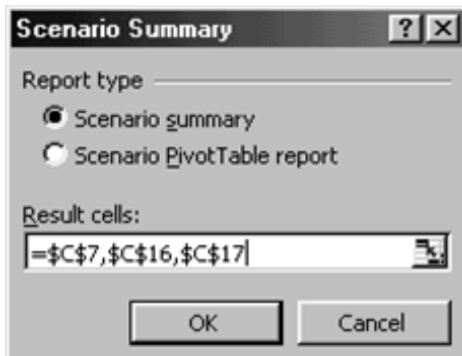 Scenario Summary
Report type
Scenario summary
Scenario PivotTable report
Result cells:
=$C$7,$C$16,$C$17
OK Cancel